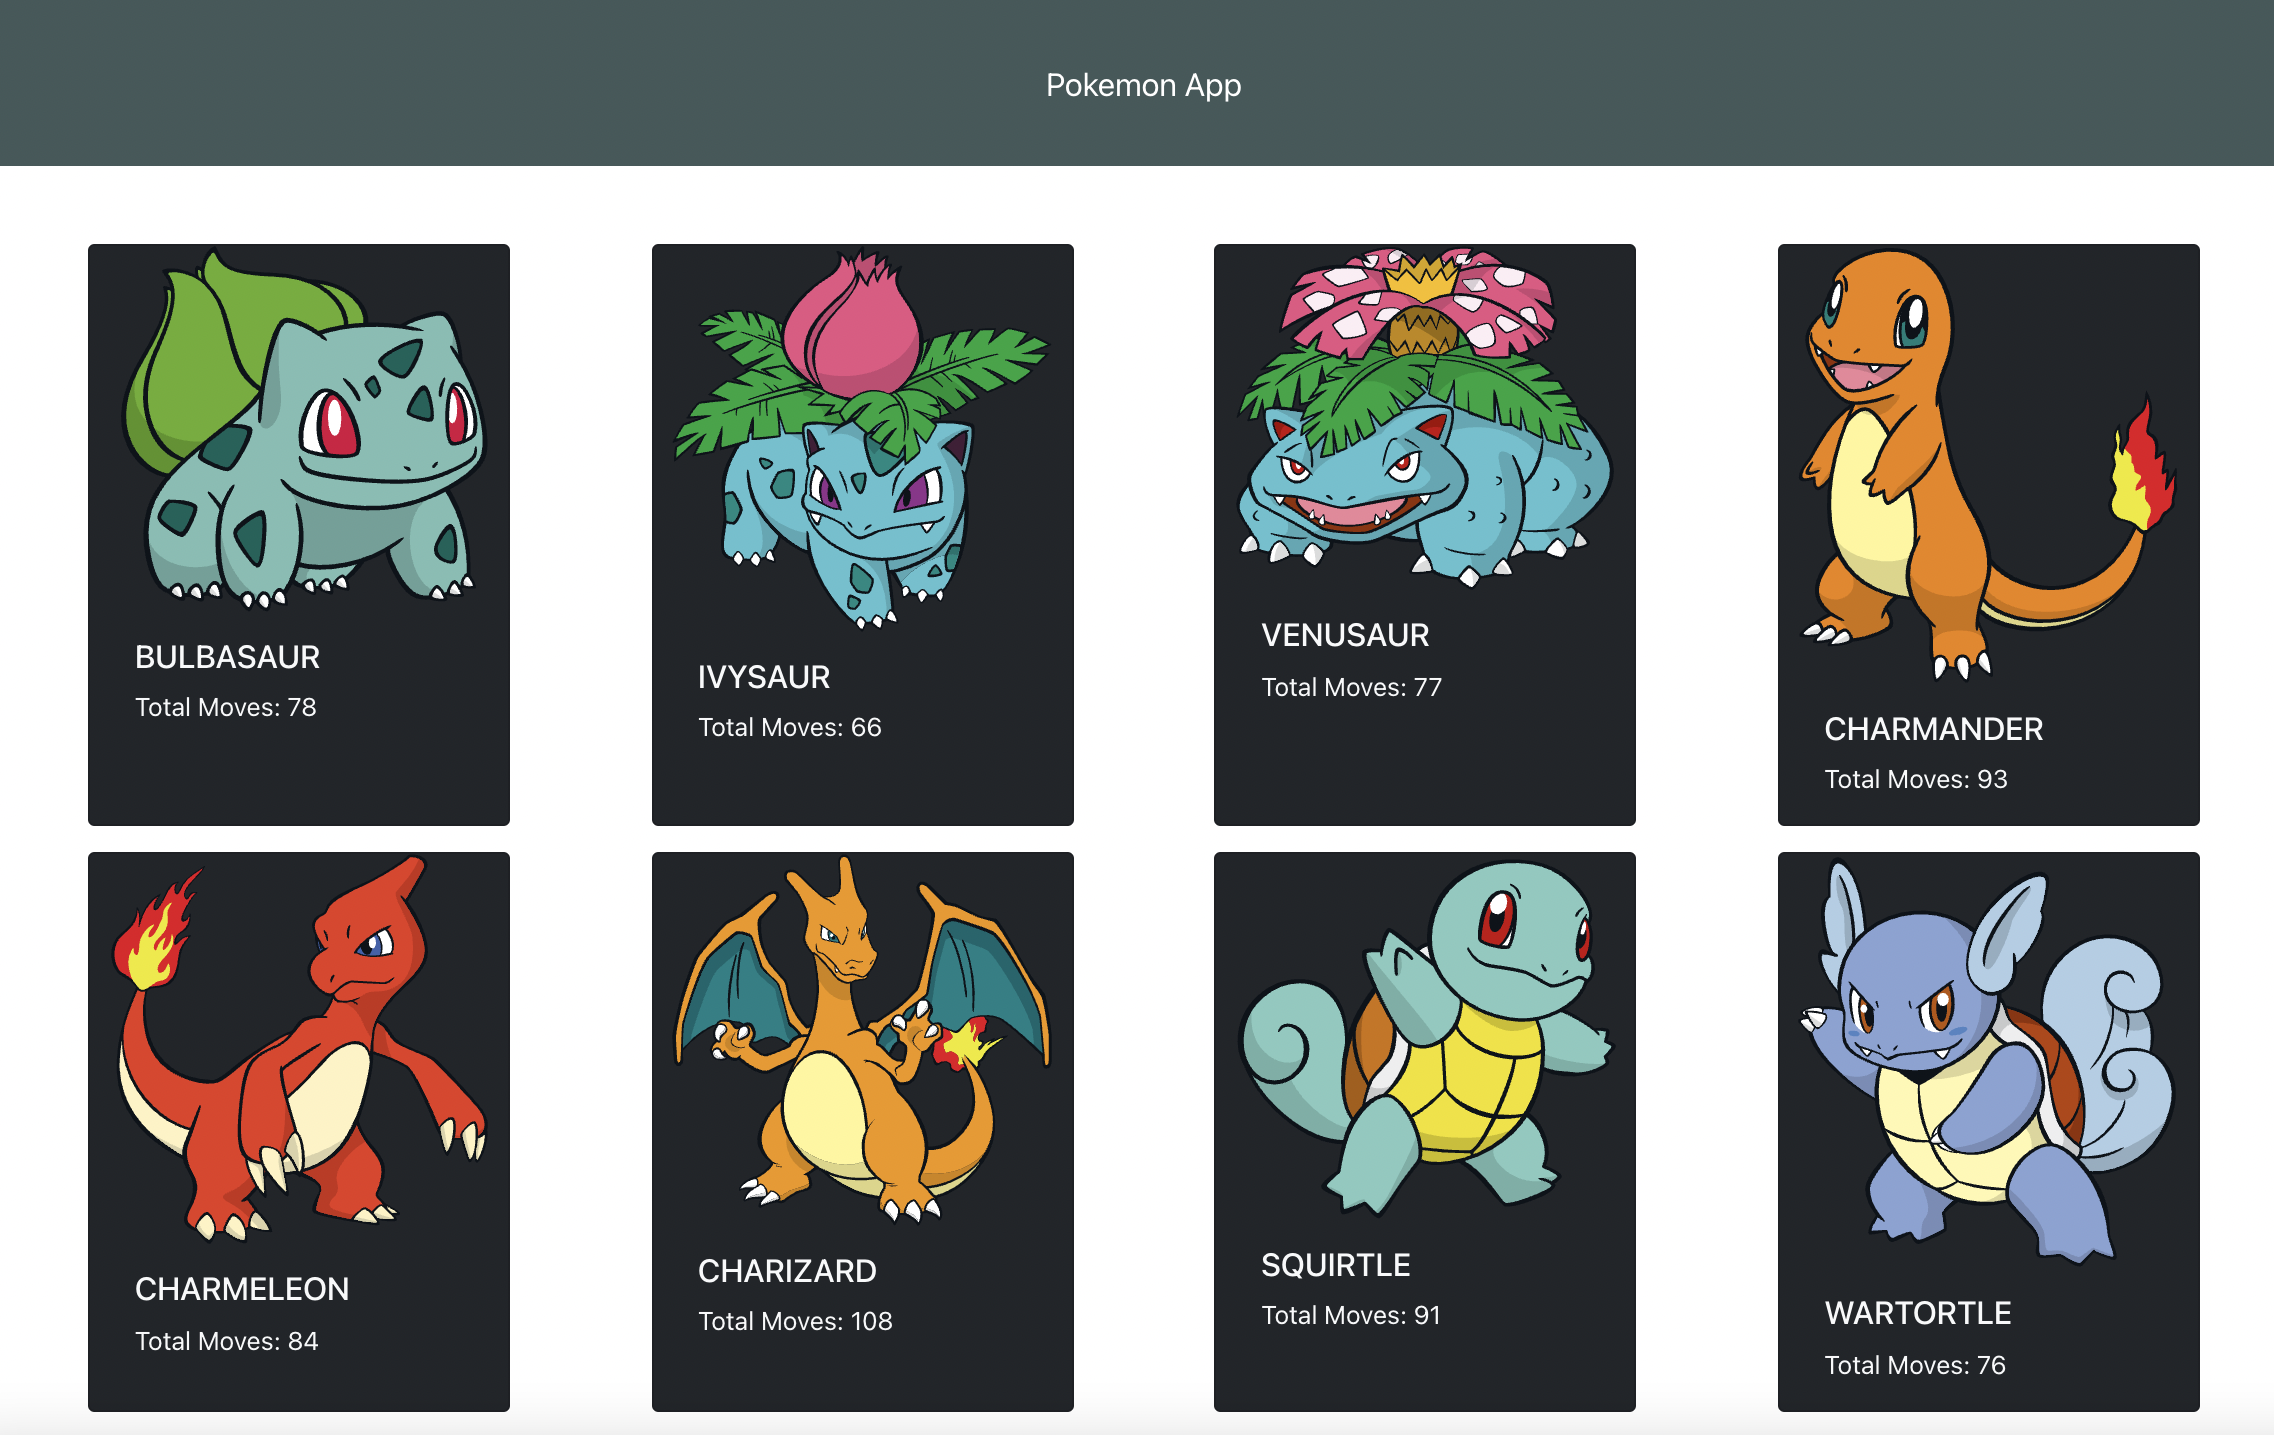 Pokemon App
BULBASAUR
Total Moves: 78
IVYSAUR
Total Moves: 66
VENUSAUR
Total Moves: 77
CHARMANDER
Total Moves: 93
CHARMELEON
Total Moves: 84
CHARIZARD
Total Moves: 108
SQUIRTLE
Total Moves: 91
WARTORTLE
Total Moves: 76